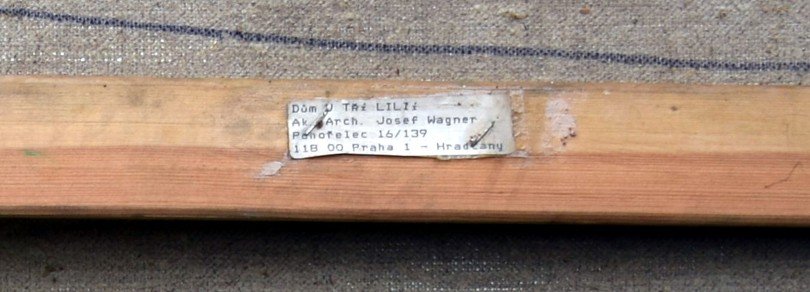 Dům U TŘí LILIí
Ak. Arch. Josef Wagner
Pohořelec 16/139
118 00 Praha 1 - Hradčany